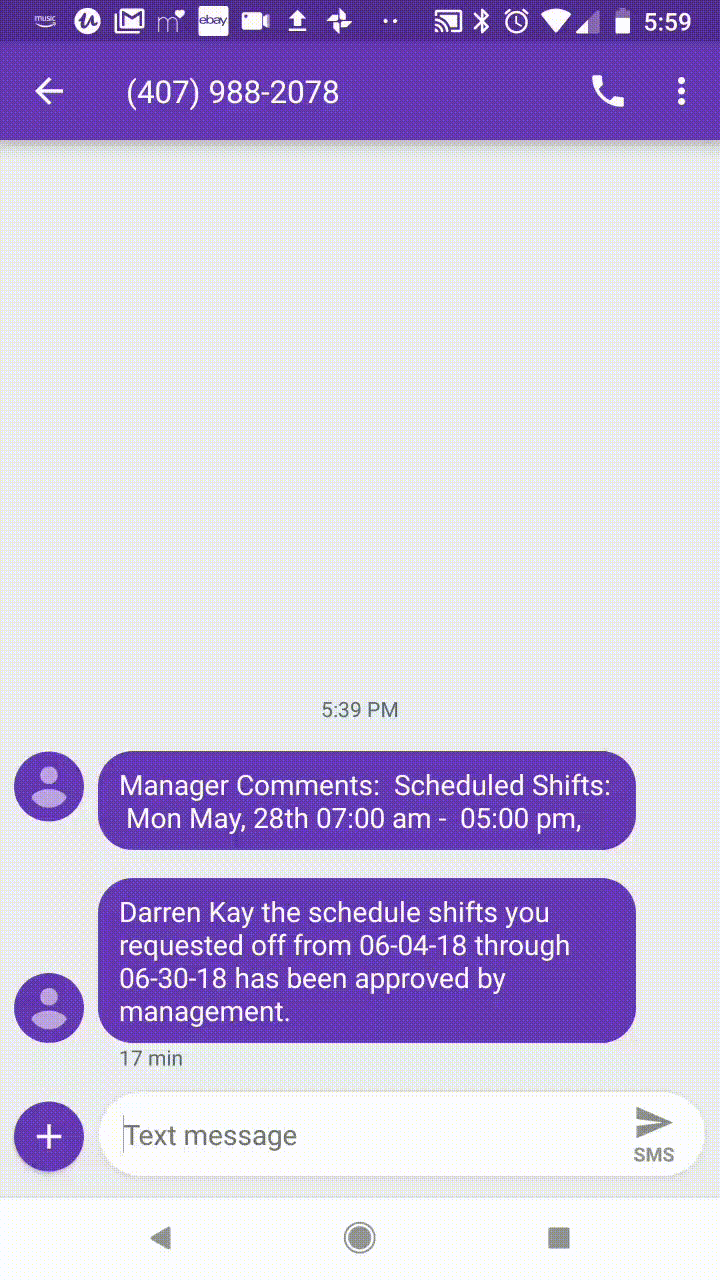 music
ebay
5:59
(407) 988-2078
5:39 PM
Manager Comments:  Scheduled Shifts:
Mon May, 28th 07:00 am -  05:00 pm,
Darren Kay the schedule shifts you
requested off from 06-04-18 through
06-30-18 has been approved by
management.
17 min
Text message
SMS